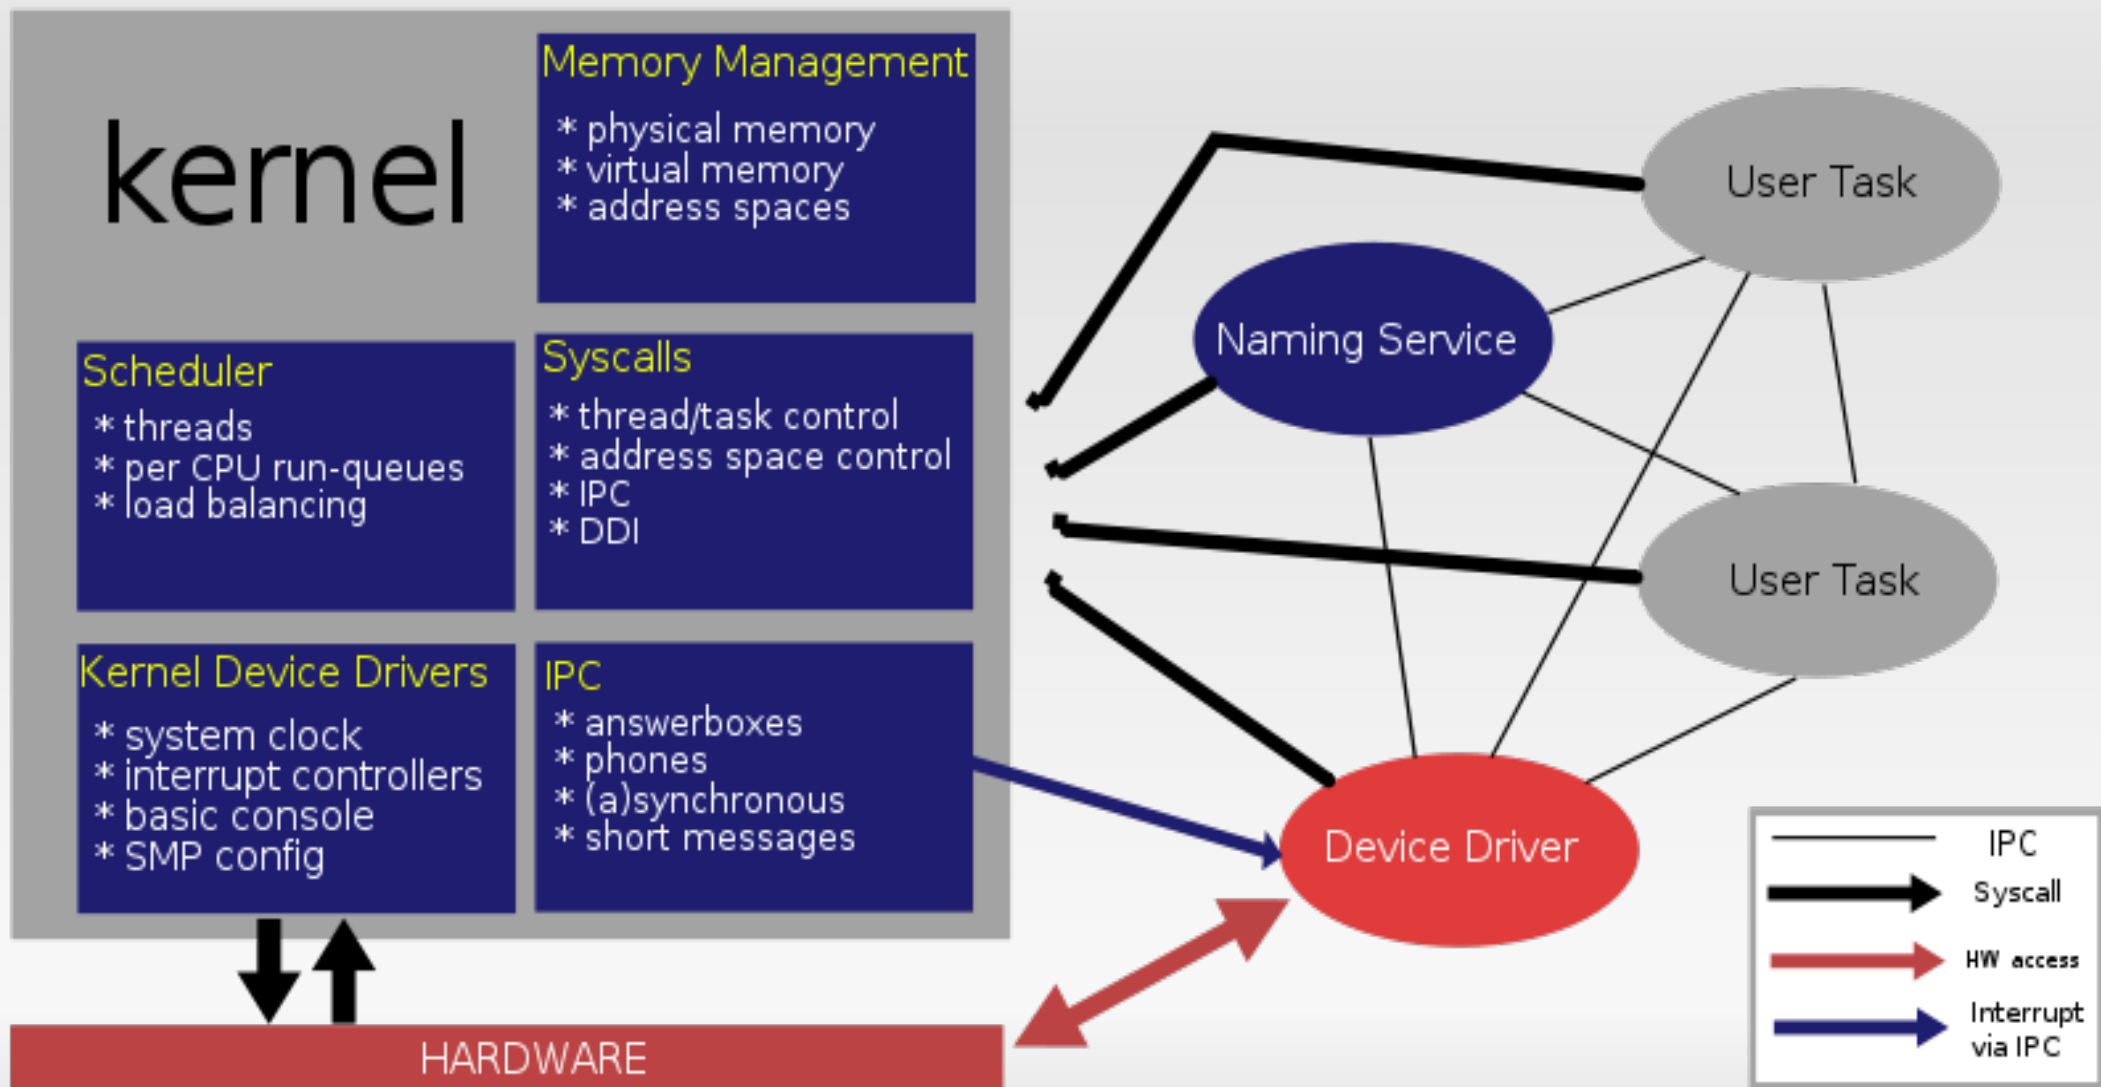 kernel
Memory Management
* physical memory
* virtual memory
* address spaces
Scheduler
* threads
* per CPU run-queues
* load balancing
Syscalls
* thread/task control
* address space control
* IPC
* DDI
Kernel Device Drivers
* system clock
* interrupt controllers
* basic console
* SMP config
IPC
* answerboxes
* phones
* (a)synchronous
* short messages
HARDWARE
User Task
Naming Service
User Task
Device Driver
IPC
Syscall
HW access
Interrupt
via IPC